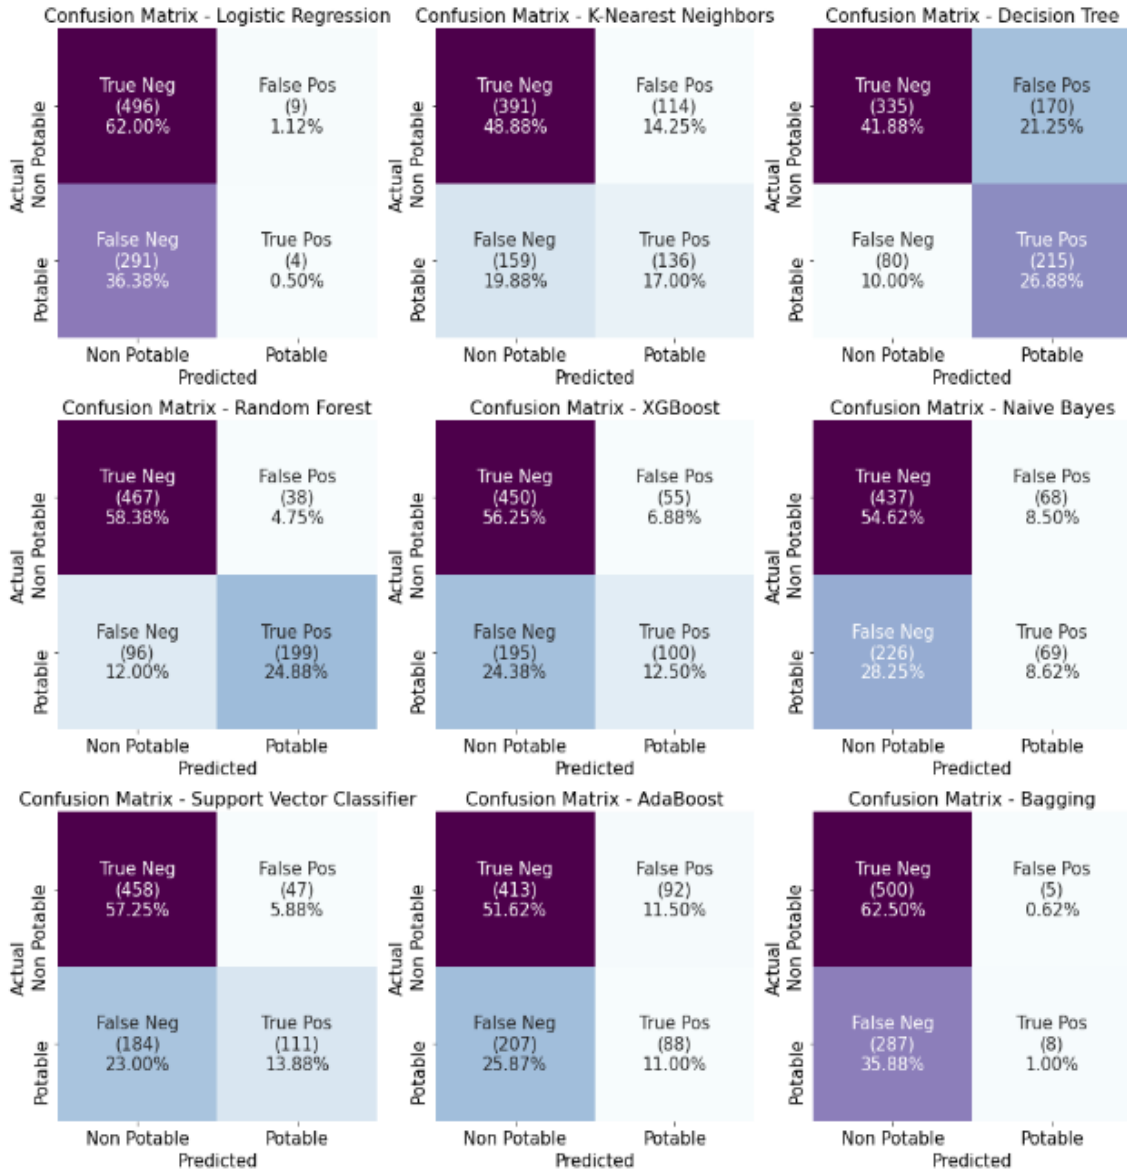 Confusion Matrix - Logistic Regression
True Neg
(496)
62.00%
False Pos
(9)
1.12%
False Neg
(291)
36.38%
True Pos
(4)
0.50%
Actual
Non Potable
Potable
Non Potable
Potable
Predicted
Confusion Matrix - K-Nearest Neighbors
True Neg
(391)
48.88%
False Pos
(114)
14.25%
False Neg
(159)
19.88%
True Pos
(136)
17.00%
Actual
Non Potable
Potable
Non Potable
Potable
Predicted
Confusion Matrix - Decision Tree
True Neg
(335)
41.88%
False Pos
(170)
21.25%
False Neg
(80)
10.00%
True Pos
(215)
26.88%
Actual
Non Potable
Potable
Non Potable
Potable
Predicted
Confusion Matrix - Random Forest
True Neg
(467)
58.38%
False Pos
(38)
4.75%
False Neg
(96)
12.00%
True Pos
(199)
24.88%
Actual
Non Potable
Potable
Non Potable
Potable
Predicted
Confusion Matrix - XGBoost
True Neg
(450)
56.25%
False Pos
(55)
6.88%
False Neg
(195)
24.38%
True Pos
(100)
12.50%
Actual
Non Potable
Potable
Non Potable
Potable
Predicted
Confusion Matrix - Naive Bayes
True Neg
(437)
54.62%
False Pos
(68)
8.50%
False Neg
(226)
28.25%
True Pos
(69)
8.62%
Actual
Non Potable
Potable
Non Potable
Potable
Predicted
Confusion Matrix - Support Vector Classifier
True Neg
(458)
57.25%
False Pos
(47)
5.88%
False Neg
(184)
23.00%
True Pos
(111)
13.88%
Actual
Non Potable
Potable
Non Potable
Potable
Predicted
Confusion Matrix - AdaBoost
True Neg
(413)
51.62%
False Pos
(92)
11.50%
False Neg
(207)
25.87%
True Pos
(88)
11.00%
Actual
Non Potable
Potable
Non Potable
Potable
Predicted
Confusion Matrix - Bagging
True Neg
(500)
62.50%
False Pos
(5)
0.62%
False Neg
(287)
35.88%
True Pos
(8)
1.00%
Actual
Non Potable
Potable
Non Potable
Potable
Predicted